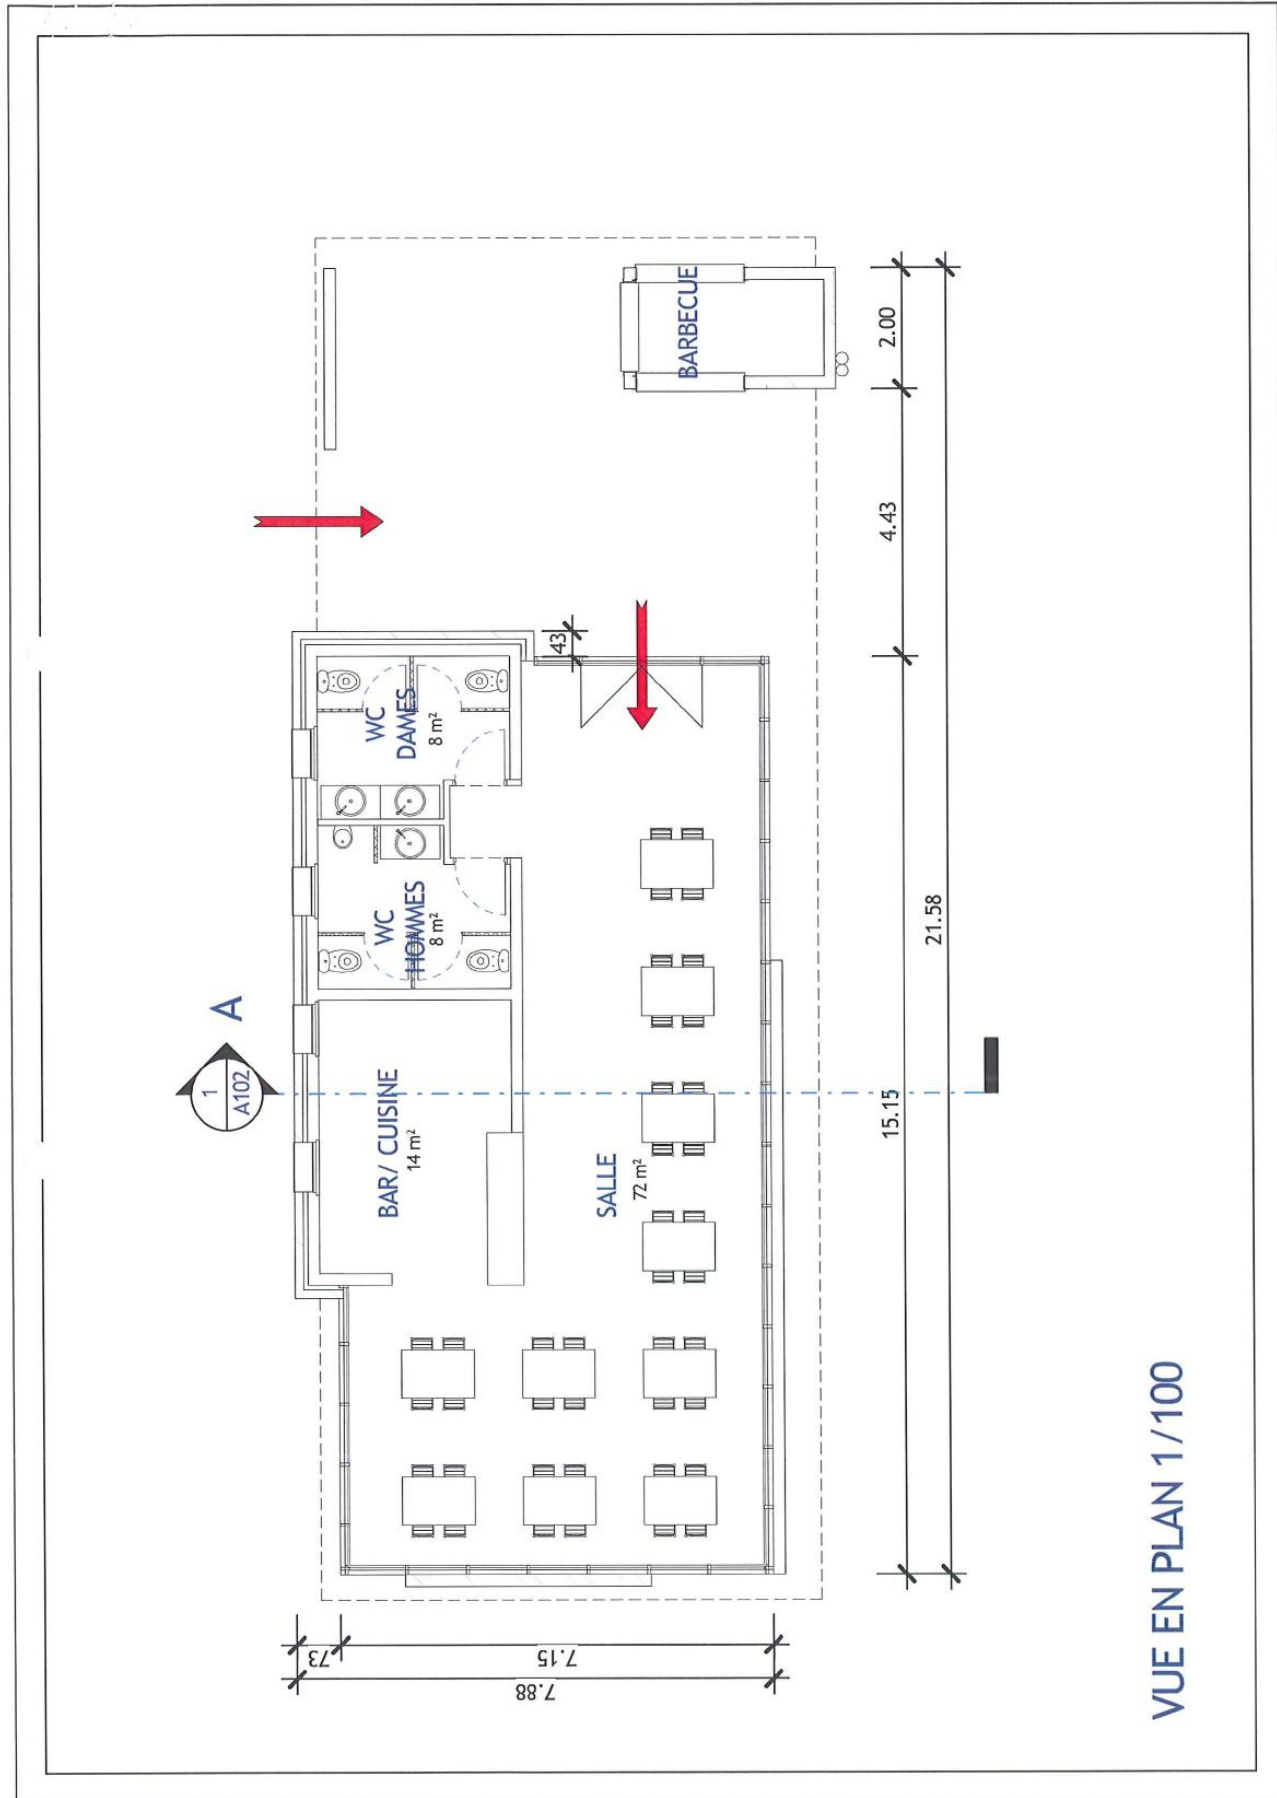 A
1
A102
WC
DAMES
8 m²
WC
HOMMES
8 m²
BAR/ CUISINE
14 m²
SALLE
72 m²
BARBECUE
43
2.00
4.43
15.15
21.58
73
7.15
7.88
VUE EN PLAN 1/100